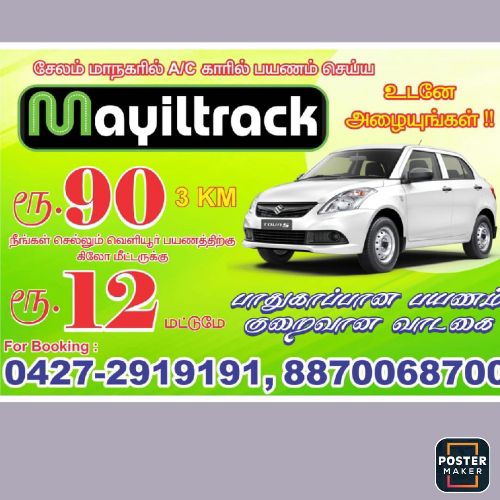 சேலம் மாநகரில் A/C காரில் பயணம் செய்ய
Mayiltrack
உடனே
அழையுங்கள் !!
ரூ.90 3 KM
நீங்கள் செல்லும் வெளியூர் பயணத்திற்கு
கிலோ மீட்டருக்கு
ரூ.12 மட்டுமே
பாதுகாப்பான பயணம்
குறைவான வாடகை
TOUR S
For Booking :
0427-2919191, 8870068700
POSTER
MAKER